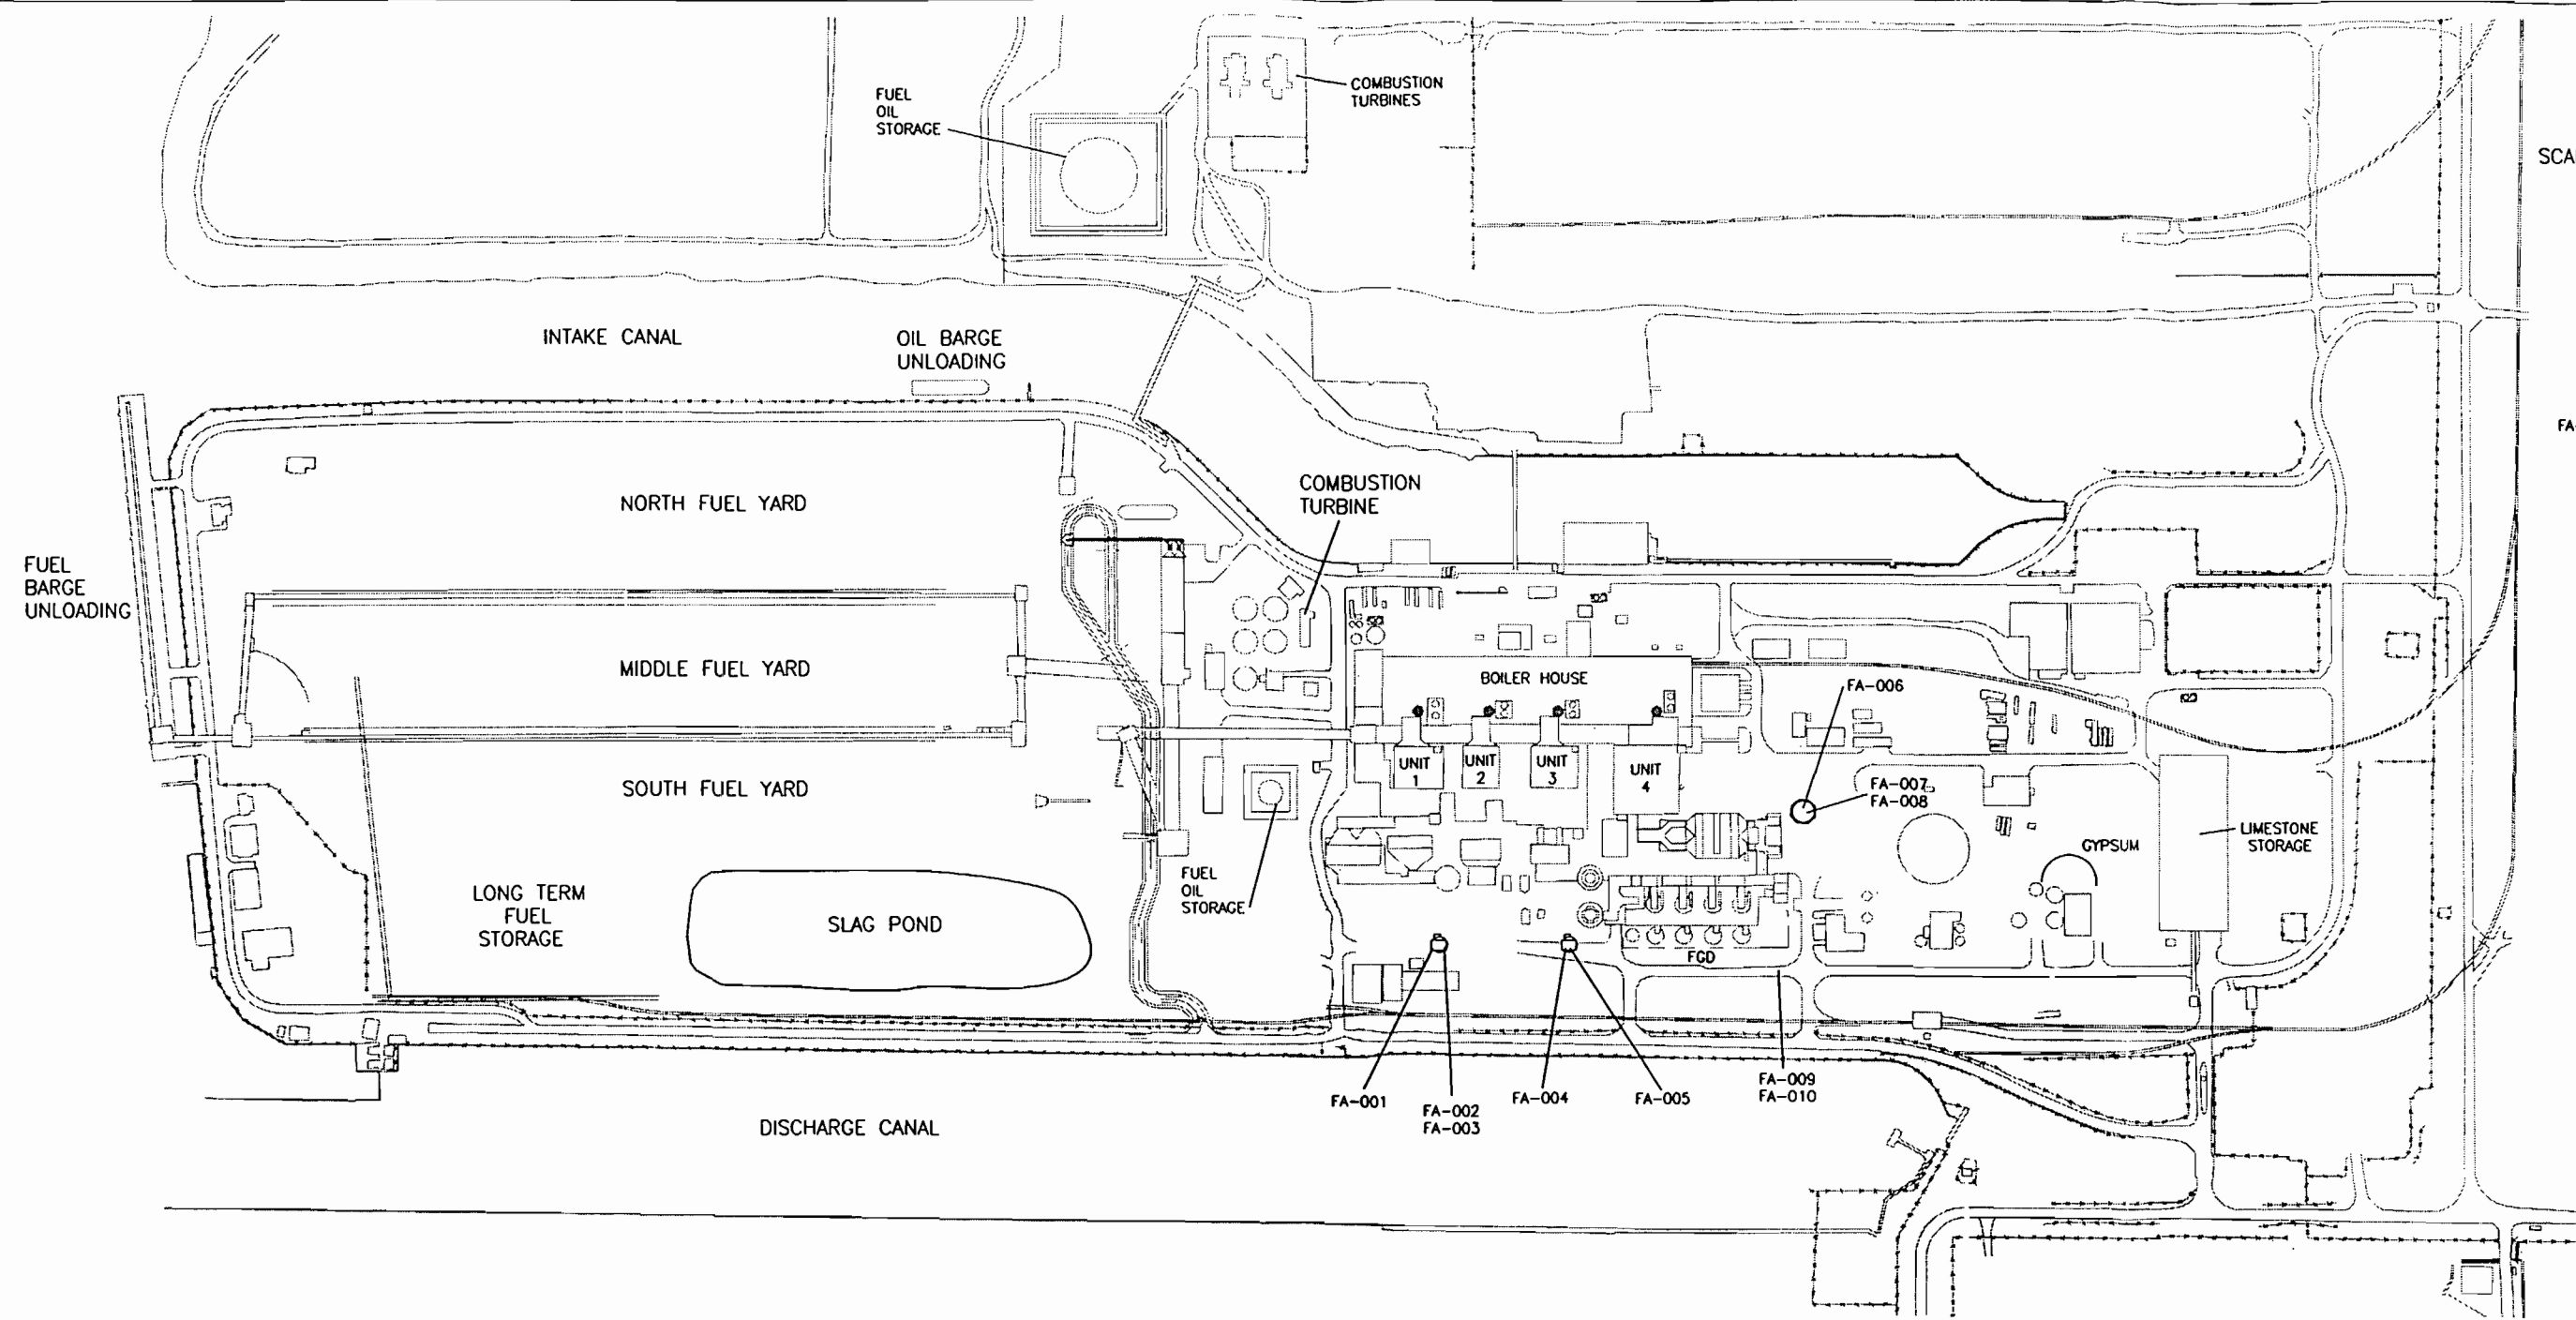 COMBUSTION
TURBINES
FUEL
OIL
STORAGE
SCA
INTAKE CANAL
OIL BARGE
UNLOADING
FA-
NORTH FUEL YARD
COMBUSTION
TURBINE
FUEL
BARGE
UNLOADING
MIDDLE FUEL YARD
BOILER HOUSE
FA-006
SOUTH FUEL YARD
UNIT
1
UNIT
2
UNIT
3
UNIT
4
FA-007
FA-008
LIMESTONE
STORAGE
GYPSUM
FUEL
OIL
STORAGE
LONG TERM
FUEL
STORAGE
SLAG POND
FGD
FA-001
FA-002
FA-003
FA-004
FA-005
FA-009
FA-010
DISCHARGE CANAL